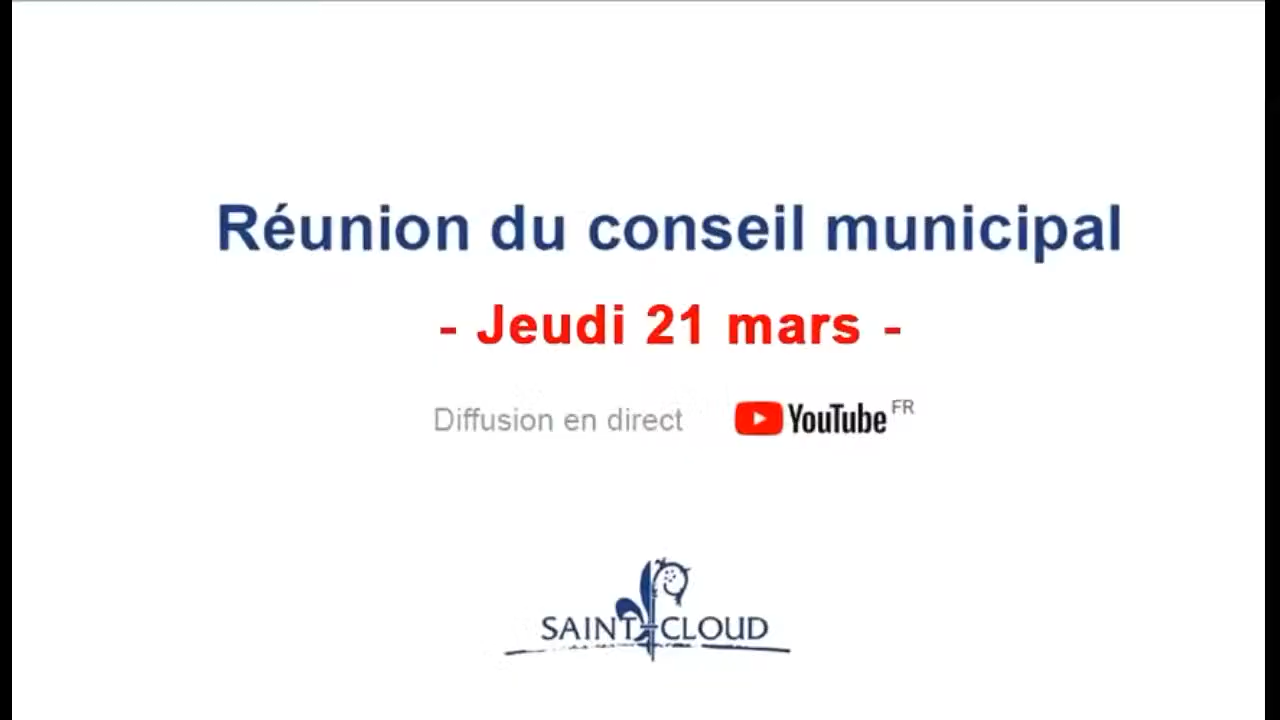 Réunion du conseil municipal
- Jeudi 21 mars -
Diffusion en direct YouTube FR
SAINT-CLOUD